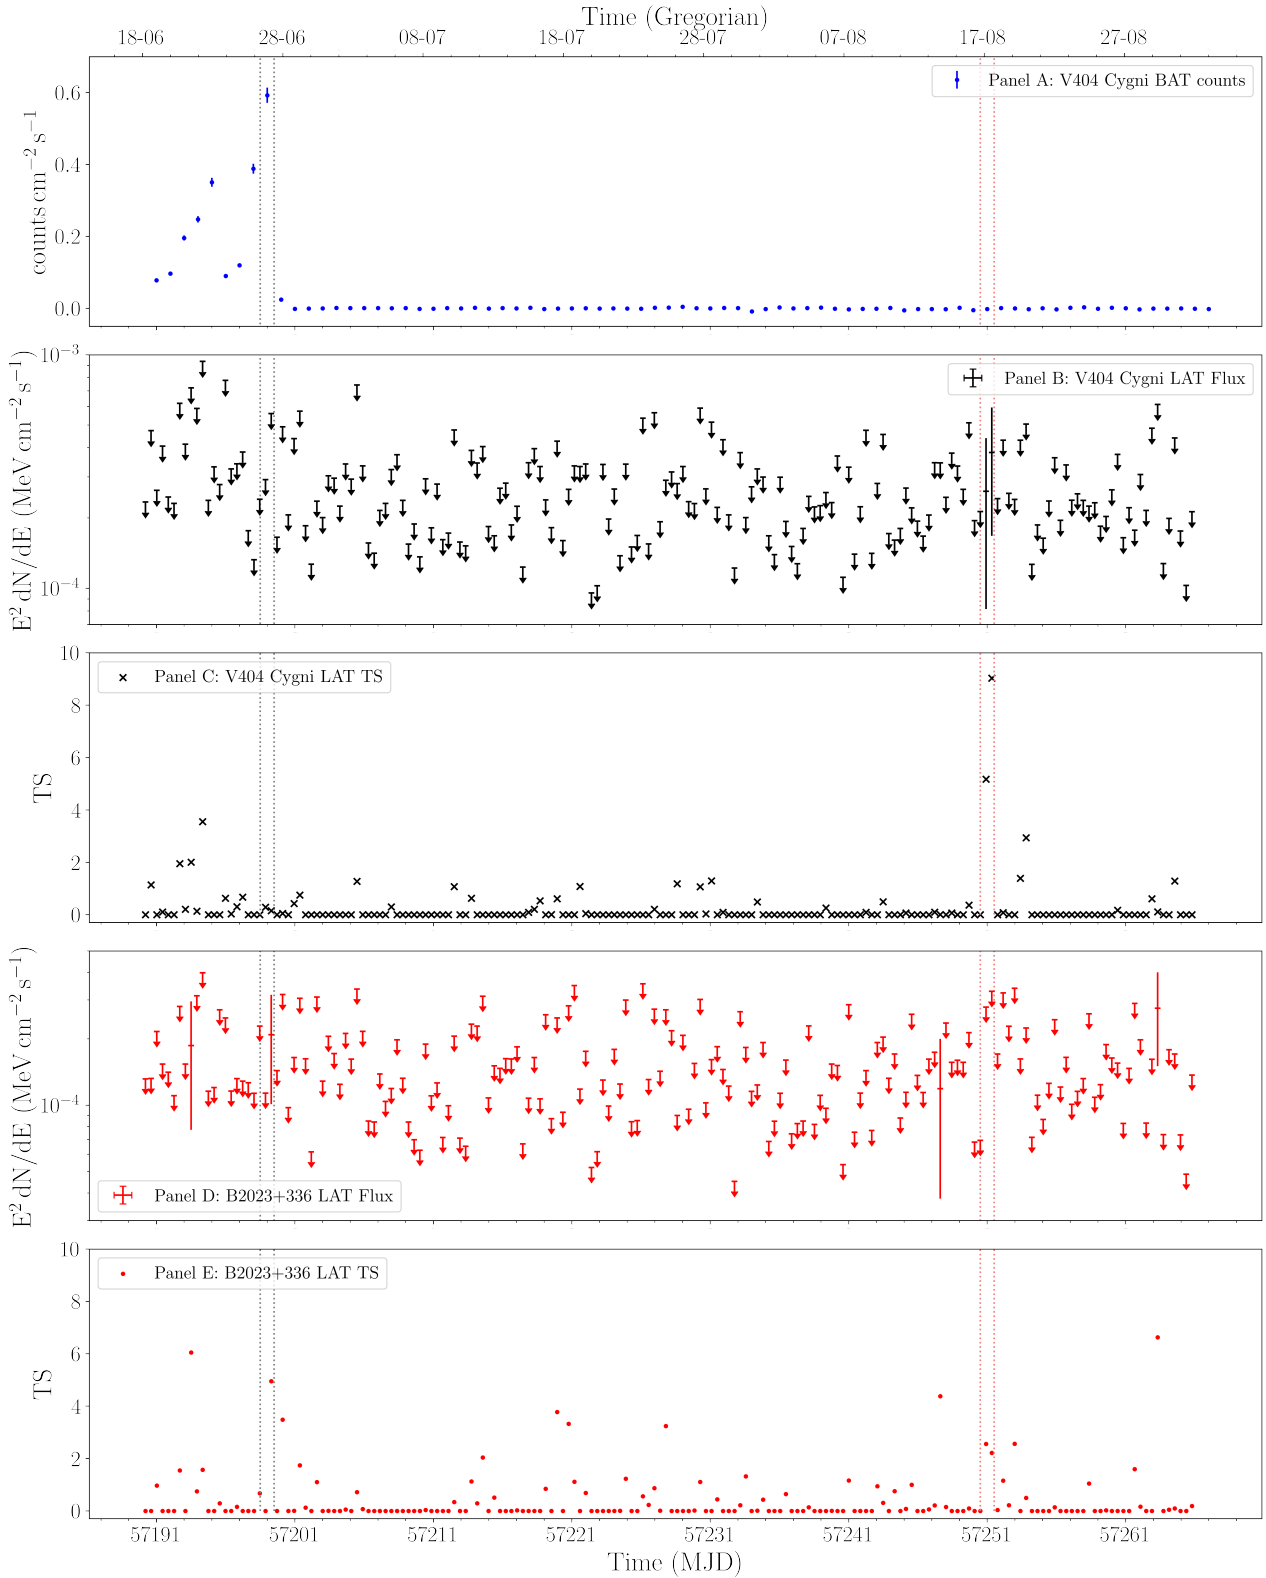 Time (Gregorian)
18-06 28-06 08-07 18-07 28-07 07-08 17-08 27-08
Panel A: V404 Cygni BAT counts
counts cm⁻² s⁻¹
0.6
0.4
0.2
0.0
Panel B: V404 Cygni LAT Flux
E² dN/dE (MeV cm⁻² s⁻¹)
10⁻³
10⁻⁴
Panel C: V404 Cygni LAT TS
TS
10
8
6
4
2
0
E² dN/dE (MeV cm⁻² s⁻¹)
10⁻⁴
Panel D: B2023+336 LAT Flux
Panel E: B2023+336 LAT TS
TS
10
8
6
4
2
0
57191 57201 57211 57221 57231 57241 57251 57261
Time (MJD)